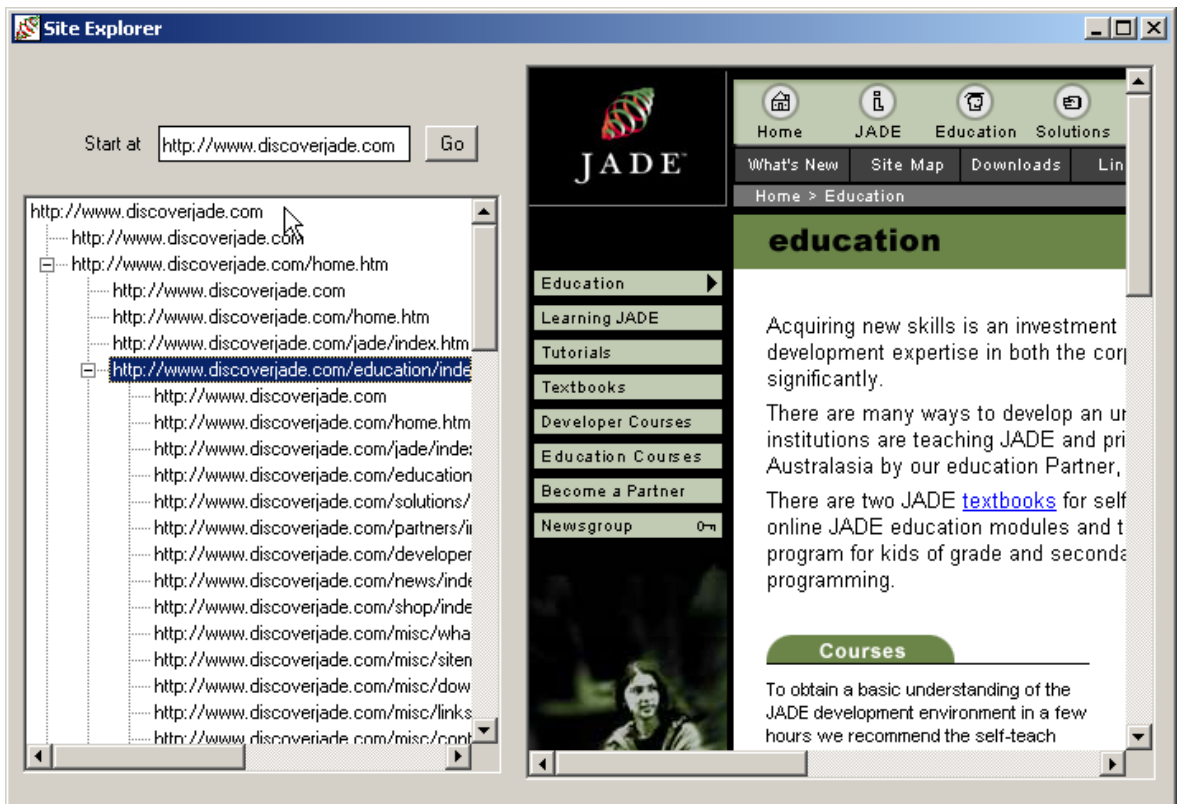 Site Explorer
Start at
http://www.discoverjade.com
Go
http://www.discoverjade.com
http://www.discoverjade.com
http://www.discoverjade.com/home.htm
http://www.discoverjade.com
http://www.discoverjade.com/home.htm
http://www.discoverjade.com/jade/index.htm
http://www.discoverjade.com/education/inde
http://www.discoverjade.com
http://www.discoverjade.com/home.htm
http://www.discoverjade.com/jade/inde
http://www.discoverjade.com/education
http://www.discoverjade.com/solutions/
http://www.discoverjade.com/partners/i
http://www.discoverjade.com/developer
http://www.discoverjade.com/news/inde
http://www.discoverjade.com/shop/inde
http://www.discoverjade.com/misc/wha
http://www.discoverjade.com/misc/siten
http://www.discoverjade.com/misc/dow
http://www.discoverjade.com/misc/links
http://www.discoverjade.com/misc/cont
JADE™
Home JADE Education Solutions
What's New Site Map Downloads Lin
Home > Education
education
Education
Learning JADE
Tutorials
Textbooks
Developer Courses
Education Courses
Become a Partner
Newsgroup
Acquiring new skills is an investment
development expertise in both the corp
significantly.
There are many ways to develop an un
institutions are teaching JADE and pri
Australasia by our education Partner,
There are two JADE textbooks for self
online JADE education modules and t
program for kids of grade and seconda
programming.
Courses
To obtain a basic understanding of the
JADE development environment in a few
hours we recommend the self-teach